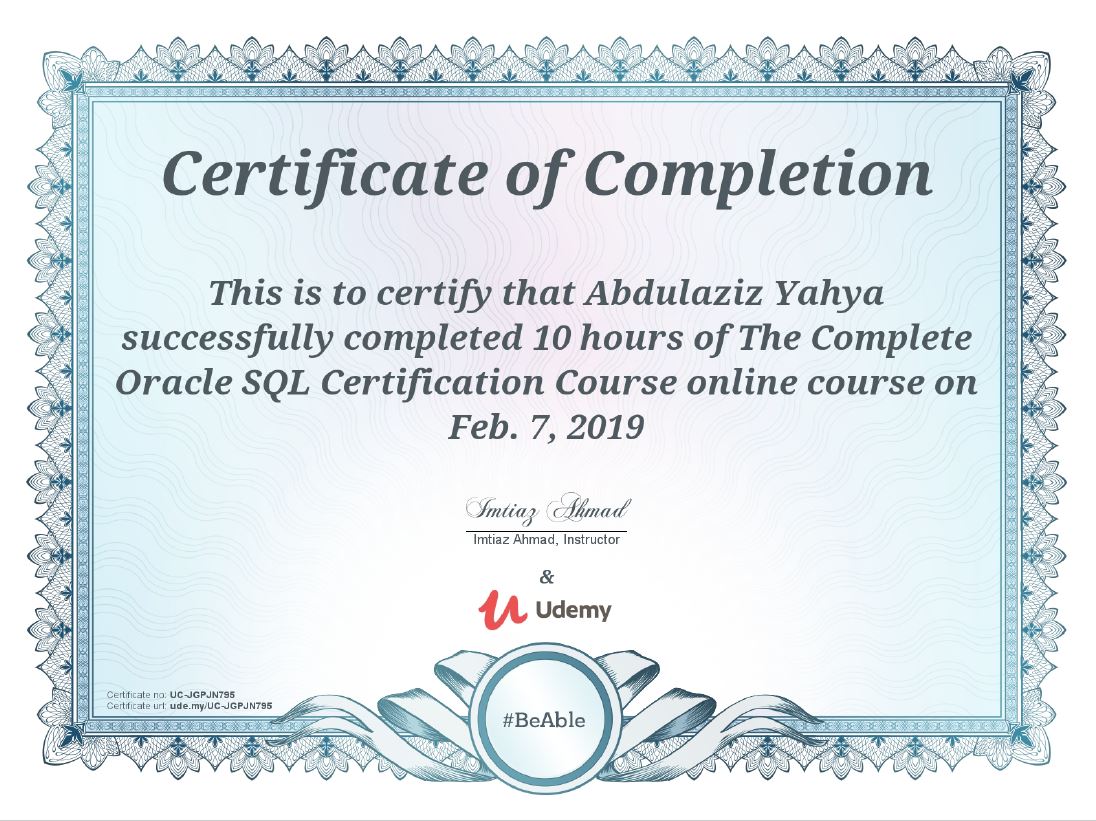 Certificate of Completion
This is to certify that Abdulaziz Yahya
successfully completed 10 hours of The Complete
Oracle SQL Certification Course online course on
Feb. 7, 2019
Imtiaz Ahmad
Imtiaz Ahmad, Instructor
&
Udemy
Certificate no: UC-JGPJN795
Certificate url: ude.my/UC-JGPJN795
#BeAble